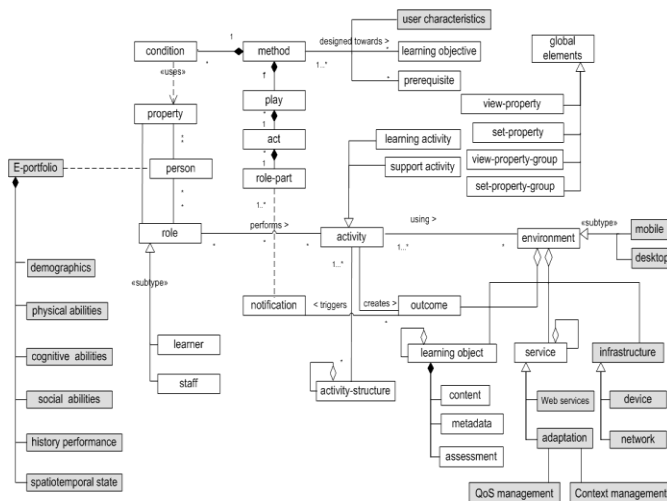 user characteristics
1
condition
method
designed towards >
learning objective
global
elements
*
1...*
«uses»
prerequisite
view-property
property
play
set-property
act
learning activity
view-property-group
support activity
E-portfolio
person
role-part
set-property-group
1..*
performs >
using >
«subtype»
mobile
role
activity
environment
desktop
demographics
«subtype»
1...*
1...*
physical abilities
notification
< triggers
creates >
outcome
learner
learning object
service
infrastructure
cognitive abilities
staff
activity-structure
content
Web services
device
social abilities
metadata
adaptation
network
history performance
assessment
spatiotemporal state
QoS management
Context management